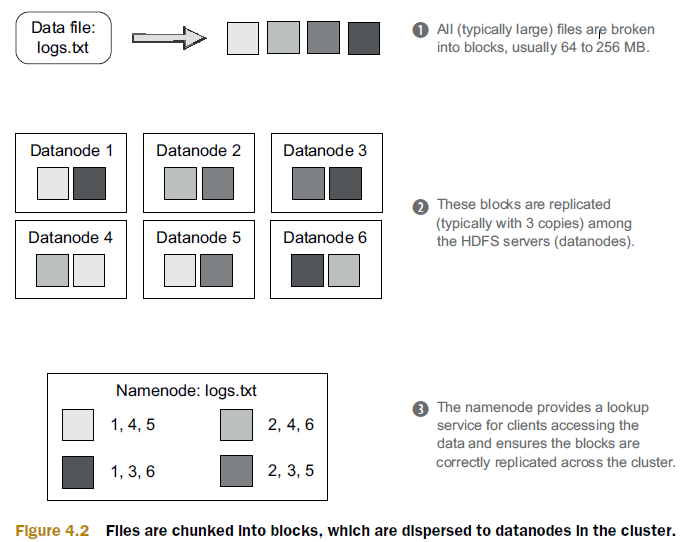 Data file:
logs.txt
1 All (typically large) files are broken
into blocks, usually 64 to 256 MB.
Datanode 1
Datanode 2
Datanode 3
Datanode 4
Datanode 5
Datanode 6
2 These blocks are replicated
(typically with 3 copies) among
the HDFS servers (datanodes).
Namenode: logs.txt
1, 4, 5
2, 4, 6
1, 3, 6
2, 3, 5
3 The namenode provides a lookup
service for clients accessing the
data and ensures the blocks are
correctly replicated across the cluster.
Figure 4.2 Files are chunked into blocks, which are dispersed to datanodes in the cluster.